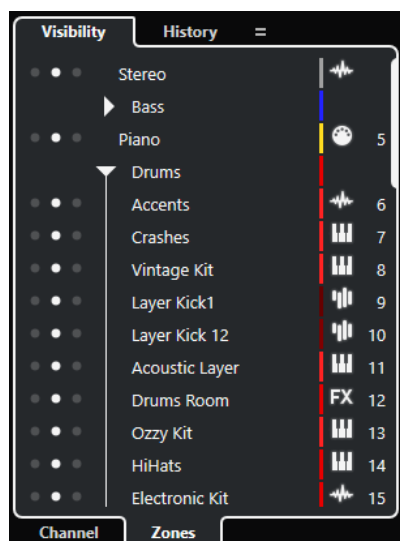 Visibility History =
Stereo
Bass
Piano 5
Drums
Accents 6
Crashes 7
Vintage Kit 8
Layer Kick1 9
Layer Kick 12 10
Acoustic Layer 11
Drums Room FX 12
Ozzy Kit 13
HiHats 14
Electronic Kit 15
Channel Zones